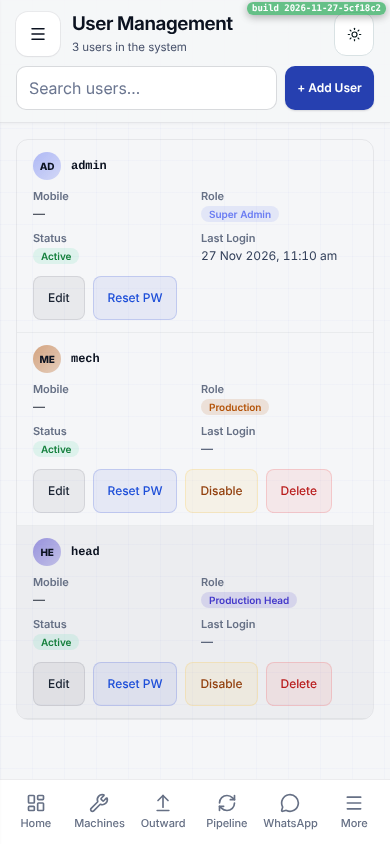 build 2026-11-27-5cf18c2
User Management
3 users in the system
Search users...
+ Add User
AD admin
Mobile Role
— Super Admin
Status Last Login
Active 27 Nov 2026, 11:10 am
Edit Reset PW
ME mech
Mobile Role
— Production
Status Last Login
Active —
Edit Reset PW Disable Delete
HE head
Mobile Role
— Production Head
Status Last Login
Active —
Edit Reset PW Disable Delete
Home Machines Outward Pipeline WhatsApp More